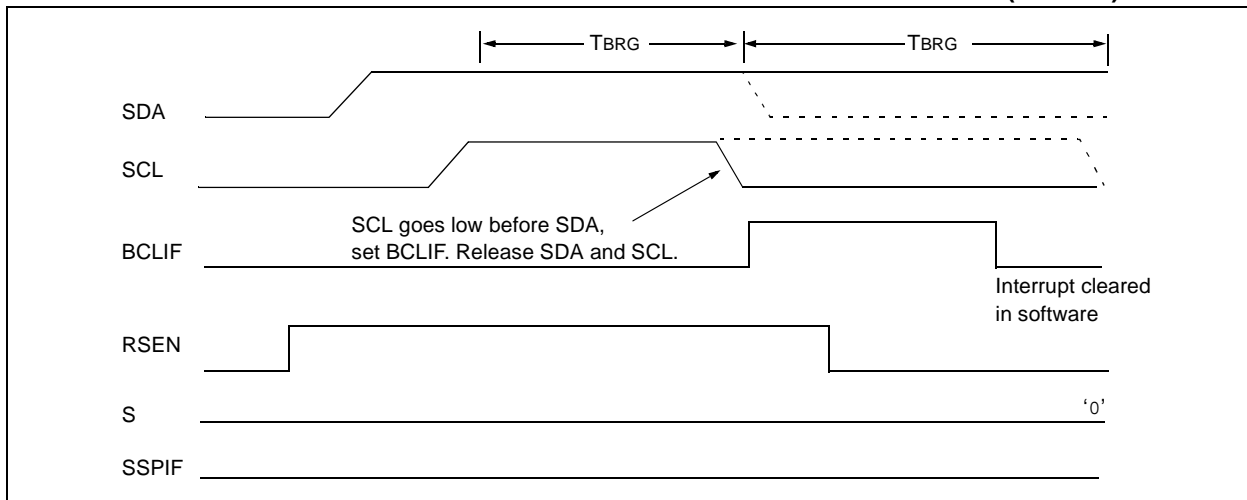 TBRG TBRG
SDA
SCL
SCL goes low before SDA,
set BCLIF. Release SDA and SCL.
BCLIF
Interrupt cleared
in software
RSEN
S
‘0’
SSPIF